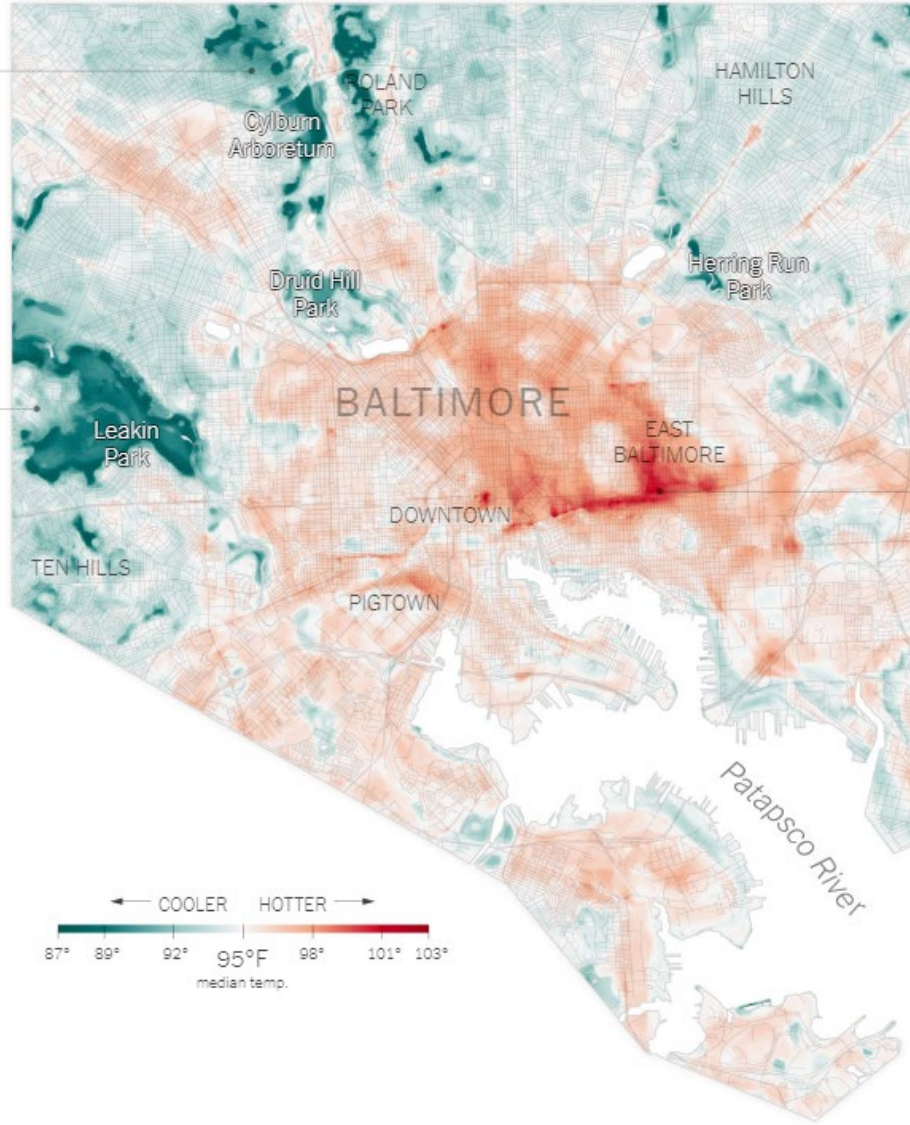 ROLAND
PARK
HAMILTON
HILLS
Cylburn
Arboretum
Herring Run
Park
Druid Hill
Park
BALTIMORE
EAST
BALTIMORE
Leakin
Park
DOWNTOWN
TEN HILLS
PIGTOWN
Patapsco River
COOLER HOTTER
87° 89° 92° 95°F 98° 101° 103°
median temp.